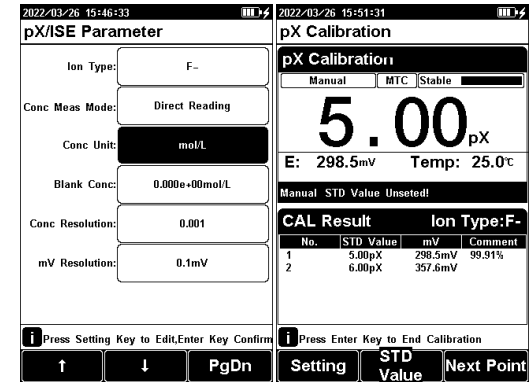 2022/03/26 15:46:33
pX/ISE Parameter
Ion Type: F-
Conc Meas Mode: Direct Reading
Conc Unit: mol/L
Blank Conc: 0.000e+00mol/L
Conc Resolution: 0.001
mV Resolution: 0.1mV
i Press Setting Key to Edit,Enter Key Confirm
↑ ↓ PgDn
2022/03/26 15:51:31
pX Calibration
pX Calibration
Manual MTC Stable
5.00pX
E: 298.5mV Temp: 25.0℃
Manual STD Value Unseted!
CAL Result Ion Type:F-
No. STD Value mV Comment
1 5.00pX 298.5mV 99.91%
2 6.00pX 357.6mV
i Press Enter Key to End Calibration
Setting STD Value Next Point